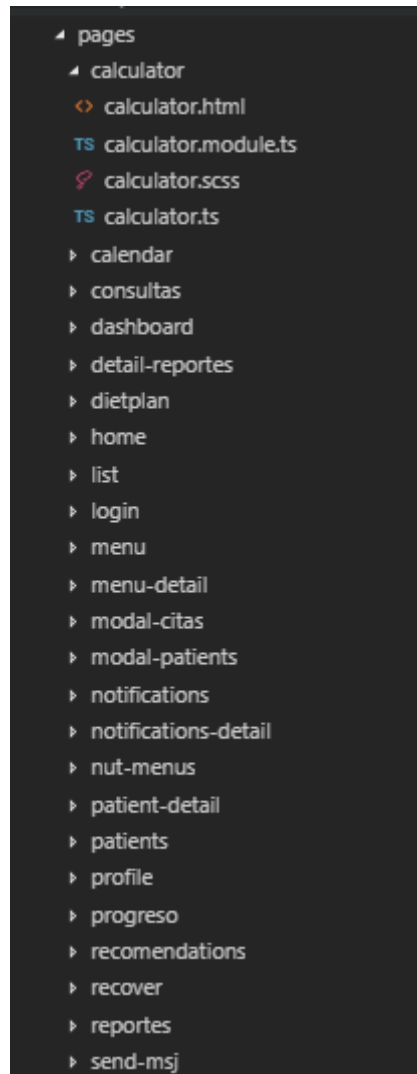 pages
calculator
<> calculator.html
TS calculator.module.ts
calculator.scss
TS calculator.ts
calendar
consultas
dashboard
detail-reportes
dietplan
home
list
login
menu
menu-detail
modal-citas
modal-patients
notifications
notifications-detail
nut-menus
patient-detail
patients
profile
progreso
recomendations
recover
reportes
send-msj